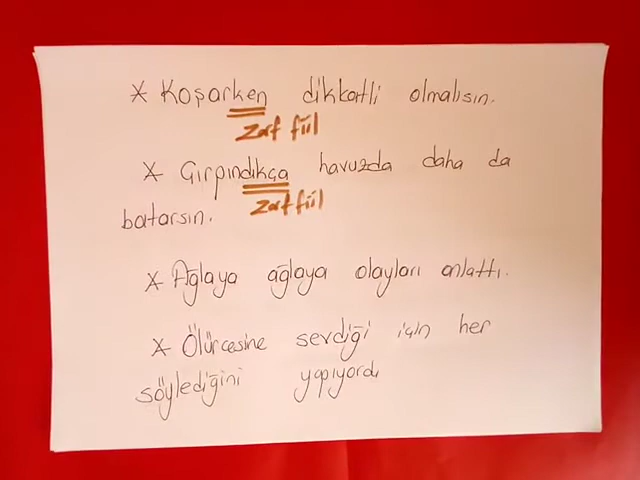 * Koşarken dikkatli olmalısın.
zarf fiil
* Çırpındıkça havuzda daha da
zarf fiil
batarsın.
* Ağlaya ağlaya olayları anlattı.
* Ölürcesine sevdiği için her
söylediğini yapıyordı